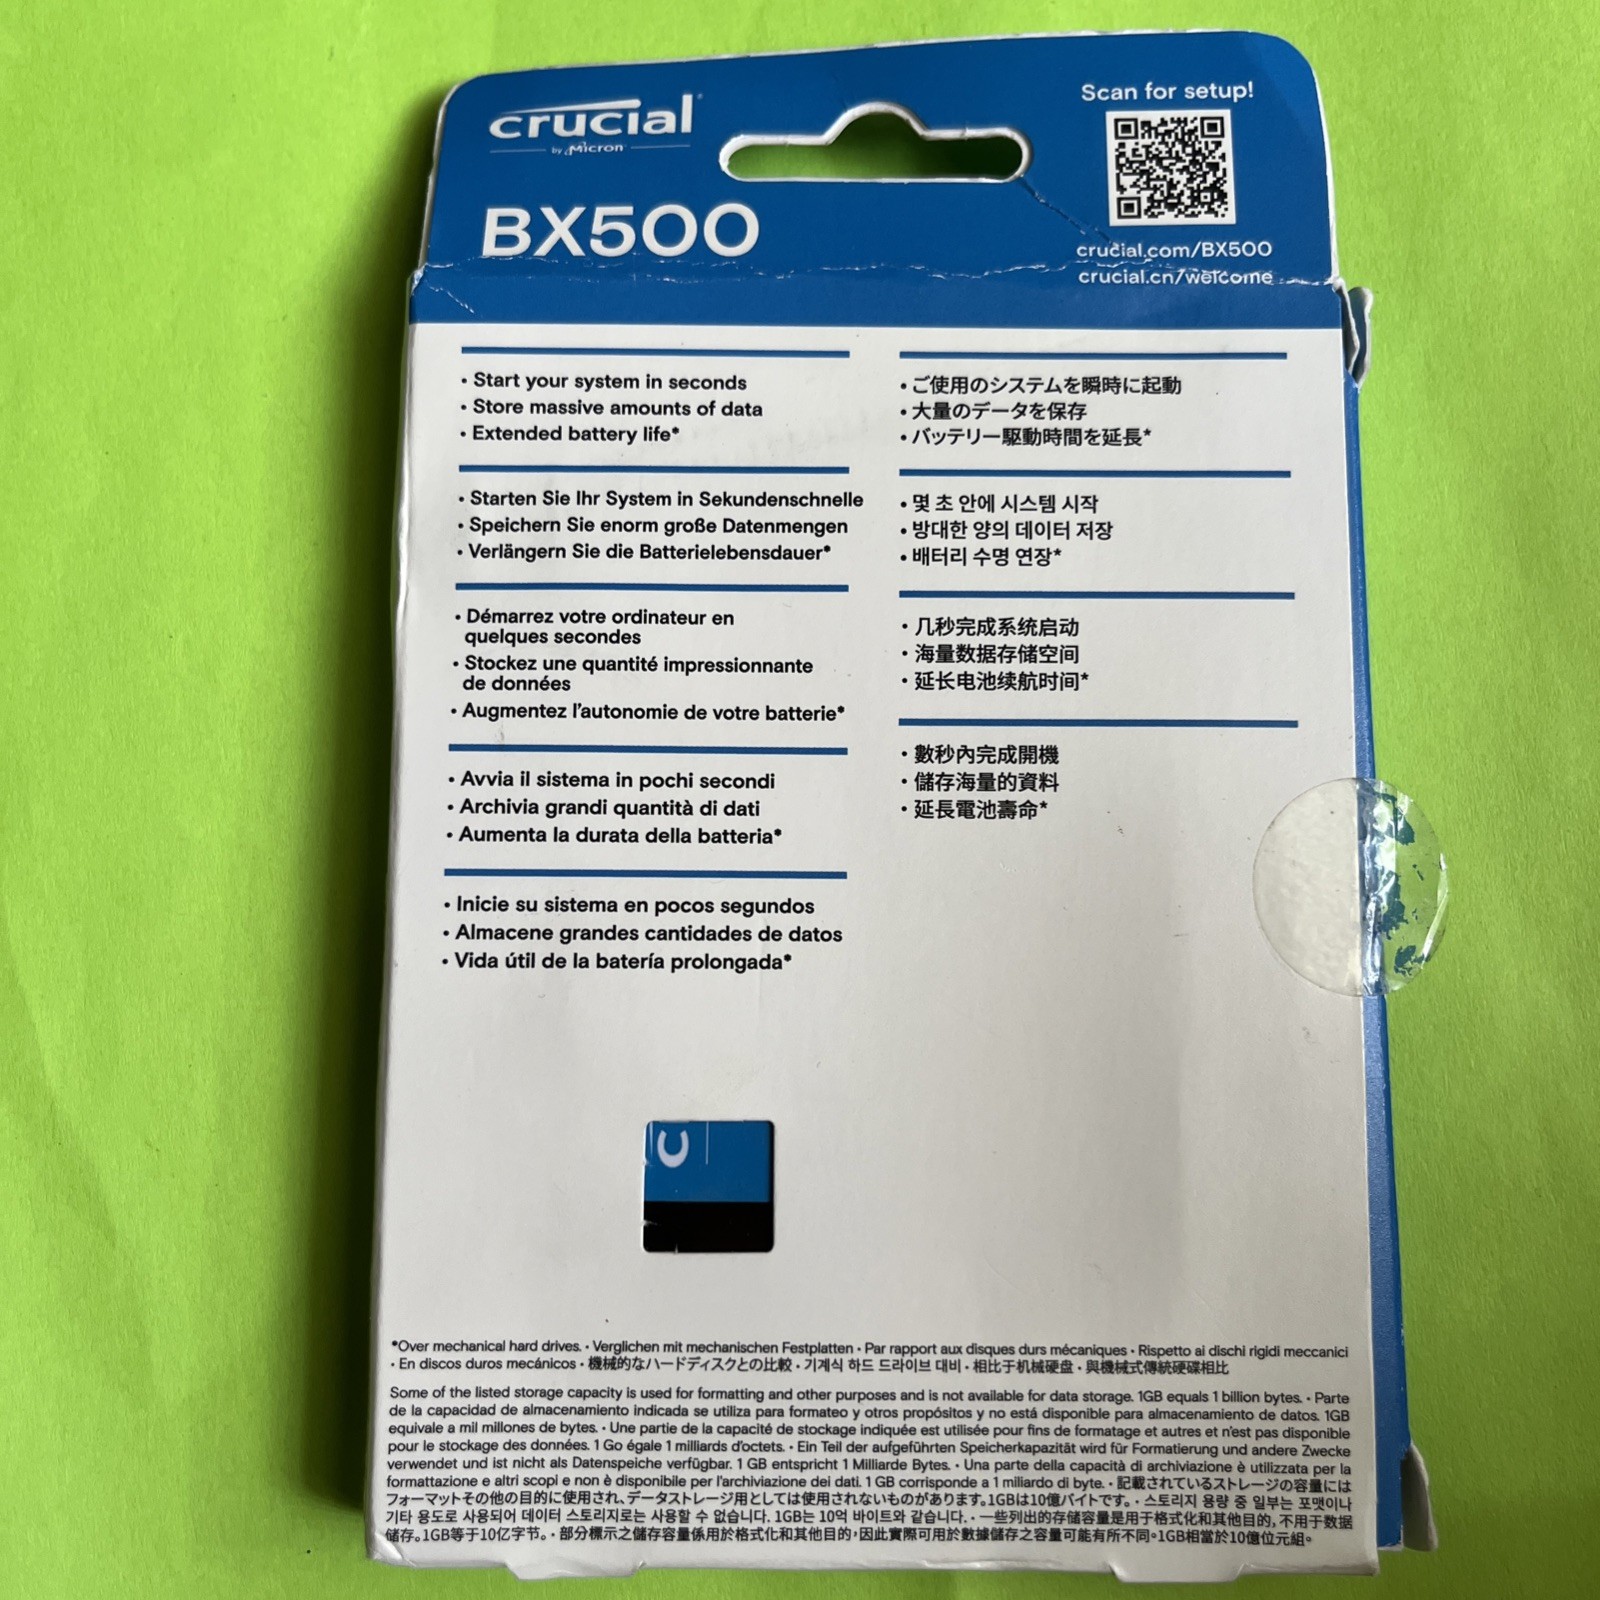 crucial
by Micron
BX500
Scan for setup!
crucial.com/BX500
crucial.cn/welcome
• Start your system in seconds
• Store massive amounts of data
• Extended battery life*
• Starten Sie Ihr System in Sekundenschnelle
• Speichern Sie enorm große Datenmengen
• Verlängern Sie die Batterielebensdauer*
• Démarrez votre ordinateur en
quelques secondes
• Stockez une quantité impressionnante
de données
• Augmentez l'autonomie de votre batterie*
• Avvia il sistema in pochi secondi
• Archivia grandi quantità di dati
• Aumenta la durata della batteria*
• Inicie su sistema en pocos segundos
• Almacene grandes cantidades de datos
• Vida útil de la batería prolongada*
• ご使用のシステムを瞬時に起動
• 大量のデータを保存
• バッテリー駆動時間を延長*
• 몇 초 안에 시스템 시작
• 방대한 양의 데이터 저장
• 배터리 수명 연장*
• 几秒完成系统启动
• 海量数据存储空间
• 延长电池续航时间*
• 數秒內完成開機
• 儲存海量的資料
• 延長電池壽命*
C
*Over mechanical hard drives. • Verglichen mit mechanischen Festplatten • Par rapport aux disques durs mécaniques • Rispetto ai dischi rigidi meccanici
• En discos duros mecánicos • 機械的なハードディスクとの比較 • 기계식 하드 드라이브 대비 • 相比于机械硬盘 • 與機械式傳統硬碟相比
Some of the listed storage capacity is used for formatting and other purposes and is not available for data storage. 1GB equals 1 billion bytes. • Parte
de la capacidad de almacenamiento indicada se utiliza para formateo y otros propósitos y no está disponible para almacenamiento de datos. 1GB
equivale a mil millones de bytes. • Une partie de la capacité de stockage indiquée est utilisée pour fins de formatage et autres et n'est pas disponible
pour le stockage des données. 1 Go égale 1 milliards d'octets. • Ein Teil der aufgeführten Speicherkapazität wird für Formatierung und andere Zwecke
verwendet und ist nicht als Datenspeiche verfügbar. 1 GB entspricht 1 Milliarde Bytes. • Una parte della capacità di archiviazione è utilizzata per la
formattazione e altri scopi e non è disponibile per l'archiviazione dei dati. 1 GB corrisponde a 1 miliardo di byte. • 記載されているストレージの容量には
フォーマットその他の目的に使用され、データストレージ用としては使用されないものがあります。1GBは10億バイトです。 • 스토리지 용량 중 일부는 포맷이나
기타 용도로 사용되어 데이터 스토리지로는 사용할 수 없습니다. 1GB는 10억 바이트와 같습니다. • 一些列出的存储容量是用于格式化和其他目的, 不用于数据
储存。1GB等于10亿字节。 • 部分標示之儲存容量係用於格式化和其他目的，因此實際可用於數據儲存之容量可能有所不同。1GB相當於10億位元組。